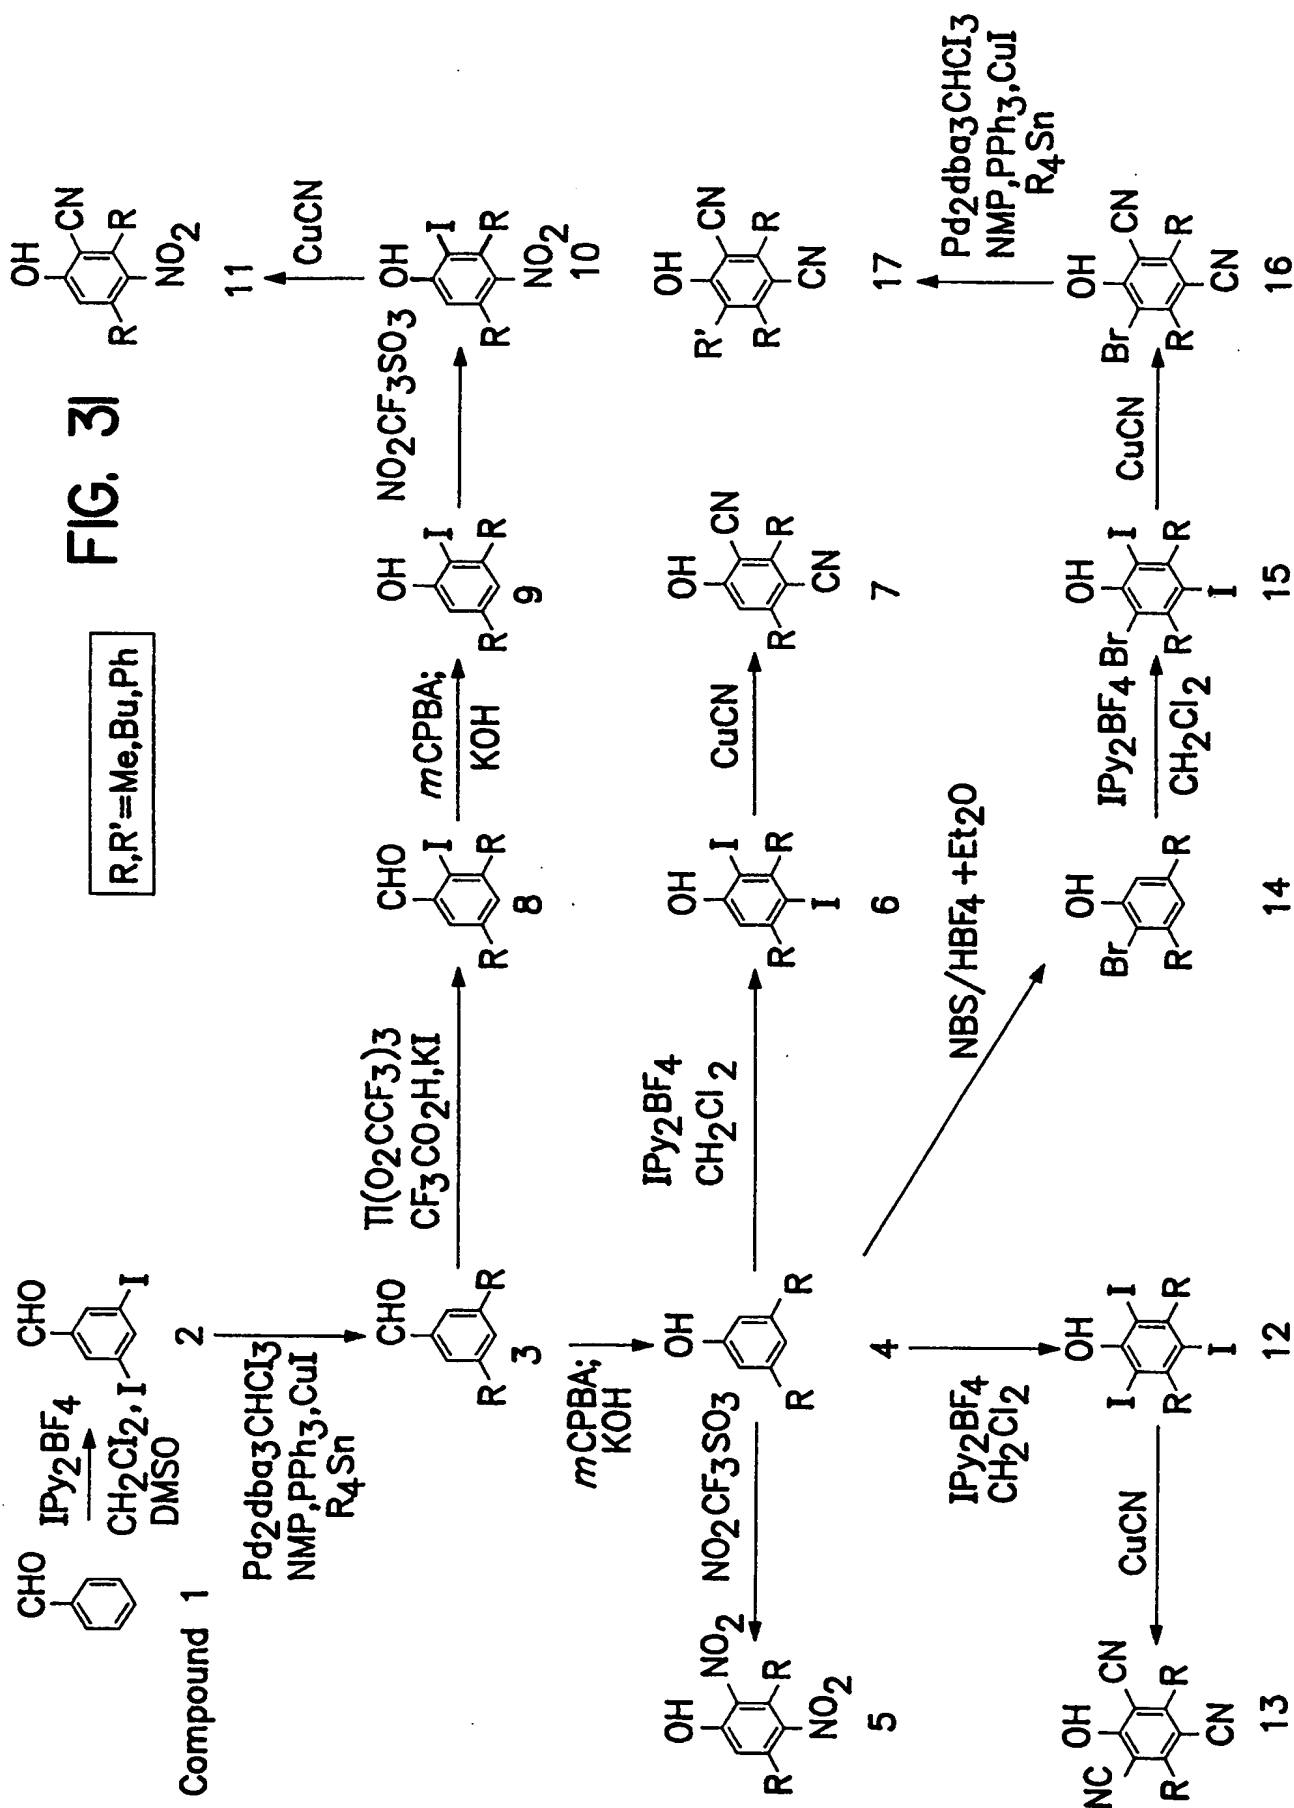 FIG. 3I
R,R'=Me,Bu,Ph
CHO
Compound 1
IPy2BF4
CH2Cl2,
DMSO
CHO
I
I
2
Pd2dba3CHCl3
NMP,PPh3,CuI
R4Sn
CHO
R
R
3
Tl(O2CCF3)3
CF3CO2H,KI
CHO
I
R
R
8
mCPBA;
KOH
OH
I
R
R
9
NO2CF3SO3
OH
I
R
R
NO2
10
CuCN
OH
CN
R
R
NO2
11
mCPBA;
KOH
OH
R
R
4
NO2CF3SO3
OH
NO2
R
R
NO2
5
IPy2BF4
CH2Cl2
OH
I
R
R
I
6
CuCN
OH
CN
R
R
CN
7
IPy2BF4
CH2Cl2
OH
I
I
R
R
I
12
CuCN
OH
NC
CN
R
R
CN
13
NBS/HBF4+Et2O
OH
Br
R
R
14
IPy2BF4
CH2Cl2
OH
Br
I
R
R
I
15
CuCN
OH
Br
CN
R
R
CN
16
Pd2dba3CHCl3
NMP,PPh3,CuI
R4Sn
OH
R'
CN
R
R
CN
17